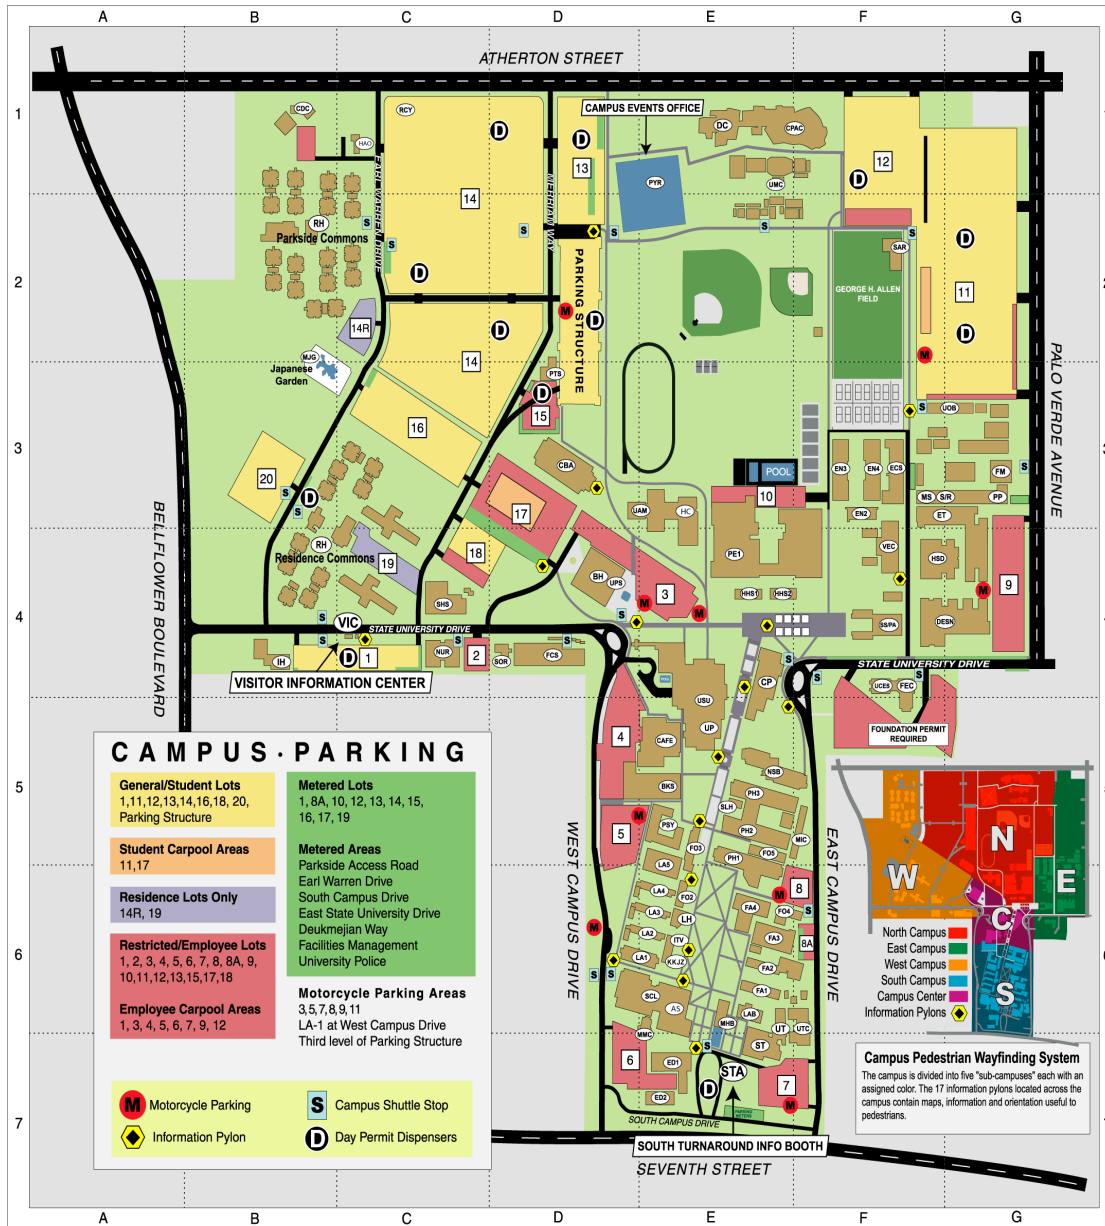 A B C D E F G
ATHERTON STREET
1
CDC
RCY
D
CAMPUS EVENTS OFFICE
DC
CPAC
HAO
D
13
12
D
PYR
UMC
EARL WARREN DRIVE
MERRIAM WAY
14
RH
S
Parkside Commons
S
S
S
S
S
SAR
D
2
D
PARKING STRUCTURE
GEORGE H. ALLEN
FIELD
11
14R
M
D
D
D
MJG
Japanese
Garden
14
PTS
M
PALO VERDE AVENUE
D
15
S
UOB
16
3
CBA
EN3
EN4
ECS
FM
S
20
S
D
S
POOL
10
MS
S/R
PP
17
UAM
HC
EN2
ET
BELLFLOWER BOULEVARD
RH
Residence Commons
18
19
PE1
VEC
HSD
BH
UPS
HHS1
HHS2
3
M
M
M
9
SHS
4
S
VIC
STATE UNIVERSITY DRIVE
S
SS/PA
DESN
S
IH
D
1
NUR
S
2
SOR
S
FCS
VISITOR INFORMATION CENTER
S
STATE UNIVERSITY DRIVE
S
S
USU
CP
UCES
FEC
UP
FOUNDATION PERMIT
REQUIRED
4
CAFE
5
NSB
BKS
PH3
SLH
M
5
PSY
PH2
MIC
FO3
PH1
FO5
LA5
WEST CAMPUS DRIVE
EAST CAMPUS DRIVE
8
M
LA4
FO2
LA3
LH
FA4
FO4
S
M
LA2
ITV
FA3
8A
6
LA1
KKJZ
FA2
S
S
SCL
AS
FA1
LAB
MHB
UT
UTC
MMC
S
ST
6
ED1
STA
D
7
M
ED2
PARKING
METERS
7
SOUTH CAMPUS DRIVE
SOUTH TURNAROUND INFO BOOTH
SEVENTH STREET
CAMPUS · PARKING
General/Student Lots
1,11,12,13,14,16,18, 20,
Parking Structure
Student Carpool Areas
11,17
Residence Lots Only
14R, 19
Restricted/Employee Lots
1, 2, 3, 4, 5, 6, 7, 8, 8A, 9,
10,11,12,13,15,17,18
Employee Carpool Areas
1, 3, 4, 5, 6, 7, 9, 12
Metered Lots
1, 8A, 10, 12, 13, 14, 15,
16, 17, 19
Metered Areas
Parkside Access Road
Earl Warren Drive
South Campus Drive
East State University Drive
Deukmejian Way
Facilities Management
University Police
Motorcycle Parking Areas
3,5,7,8,9,11
LA-1 at West Campus Drive
Third level of Parking Structure
M Motorcycle Parking
S Campus Shuttle Stop
Information Pylon
D Day Permit Dispensers
N
W
E
C
S
North Campus
East Campus
West Campus
South Campus
Campus Center
Information Pylons
Campus Pedestrian Wayfinding System
The campus is divided into five "sub-campuses" each with an
assigned color. The 17 information pylons located across the
campus contain maps, information and orientation useful to
pedestrians.
A B C D E F G